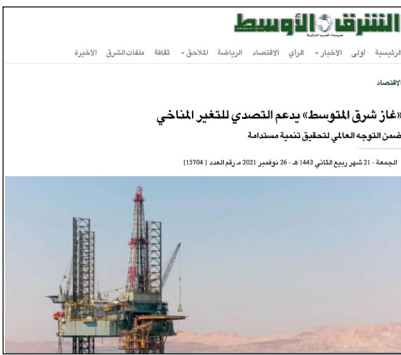 الشرق الأوسط
جريدة العرب الدولية
الرئيسية أولى الأخبار الرأي الاقتصاد الرياضة الملاحق ثقافة ملفات الشرق الأخيرة
الاقتصاد
«غاز شرق المتوسط» يدعم التصدي للتغير المناخي
ضمن التوجه العالمي لتحقيق تنمية مستدامة
الجمعة - 21 شهر ربيع الثاني 1443 هـ - 26 نوفمبر 2021 مـ رقم العدد [15704]